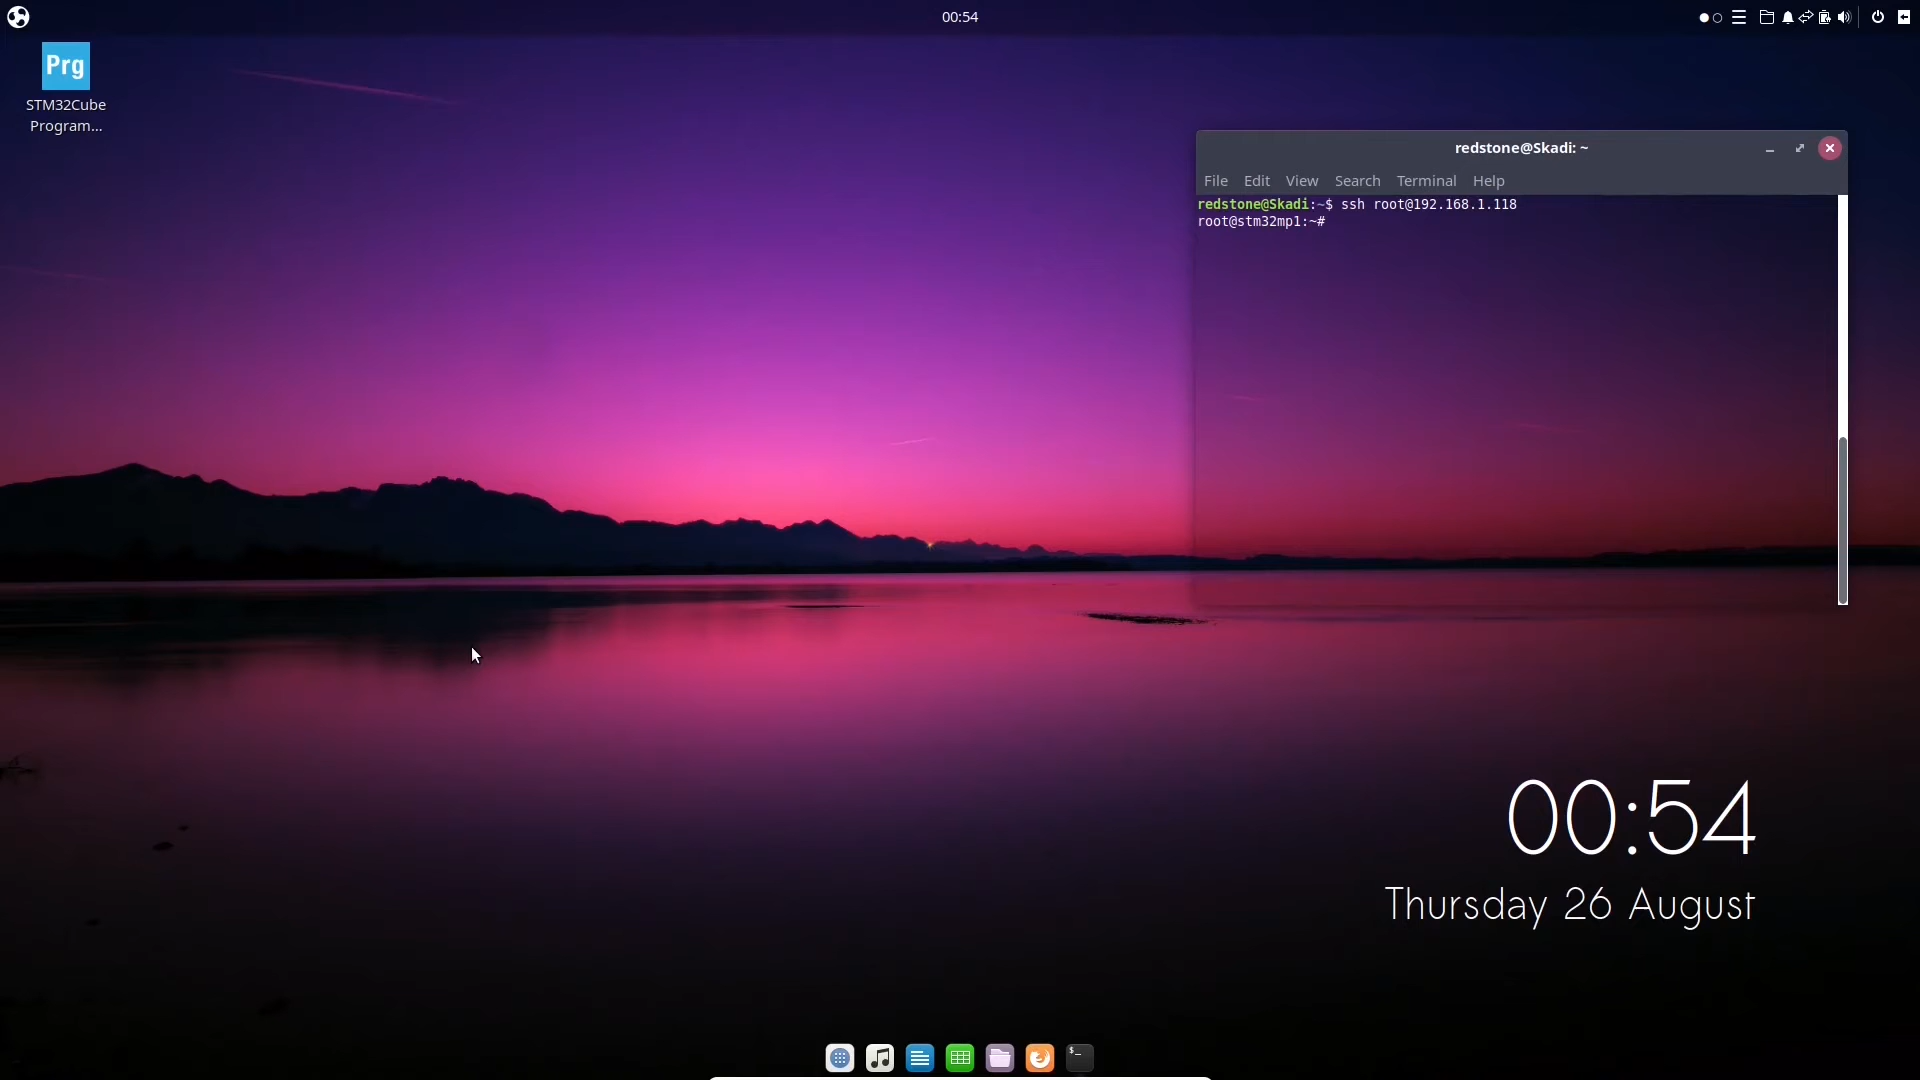 00:54
Prg
STM32Cube
Program...
redstone@Skadi: ~
File Edit View Search Terminal Help
redstone@Skadi:~$ ssh root@192.168.1.118
root@stm32mp1:~#
00:54
Thursday 26 August
$_